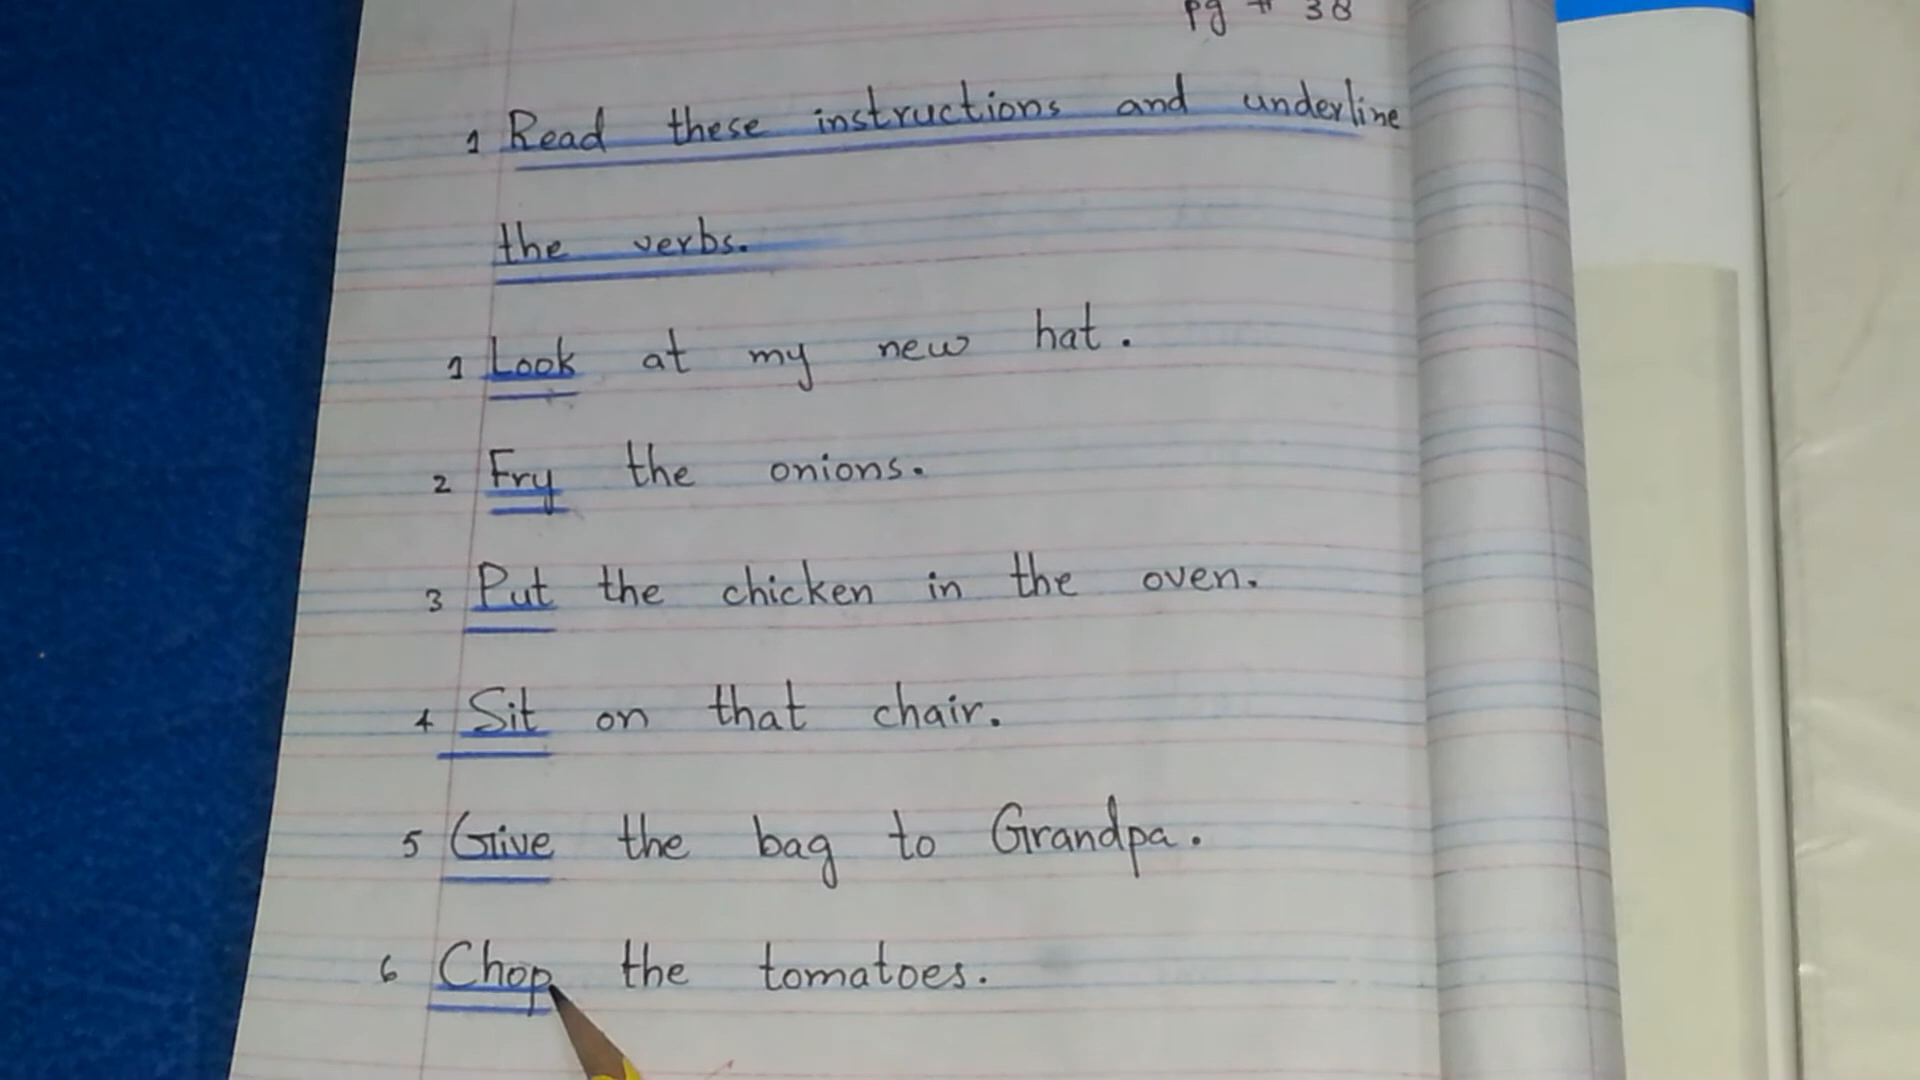 pg # 38
1 Read these instructions and underline
the verbs.
1 Look at my new hat.
2 Fry the onions.
3 Put the chicken in the oven.
4 Sit on that chair.
5 Give the bag to Grandpa.
6 Chop the tomatoes.